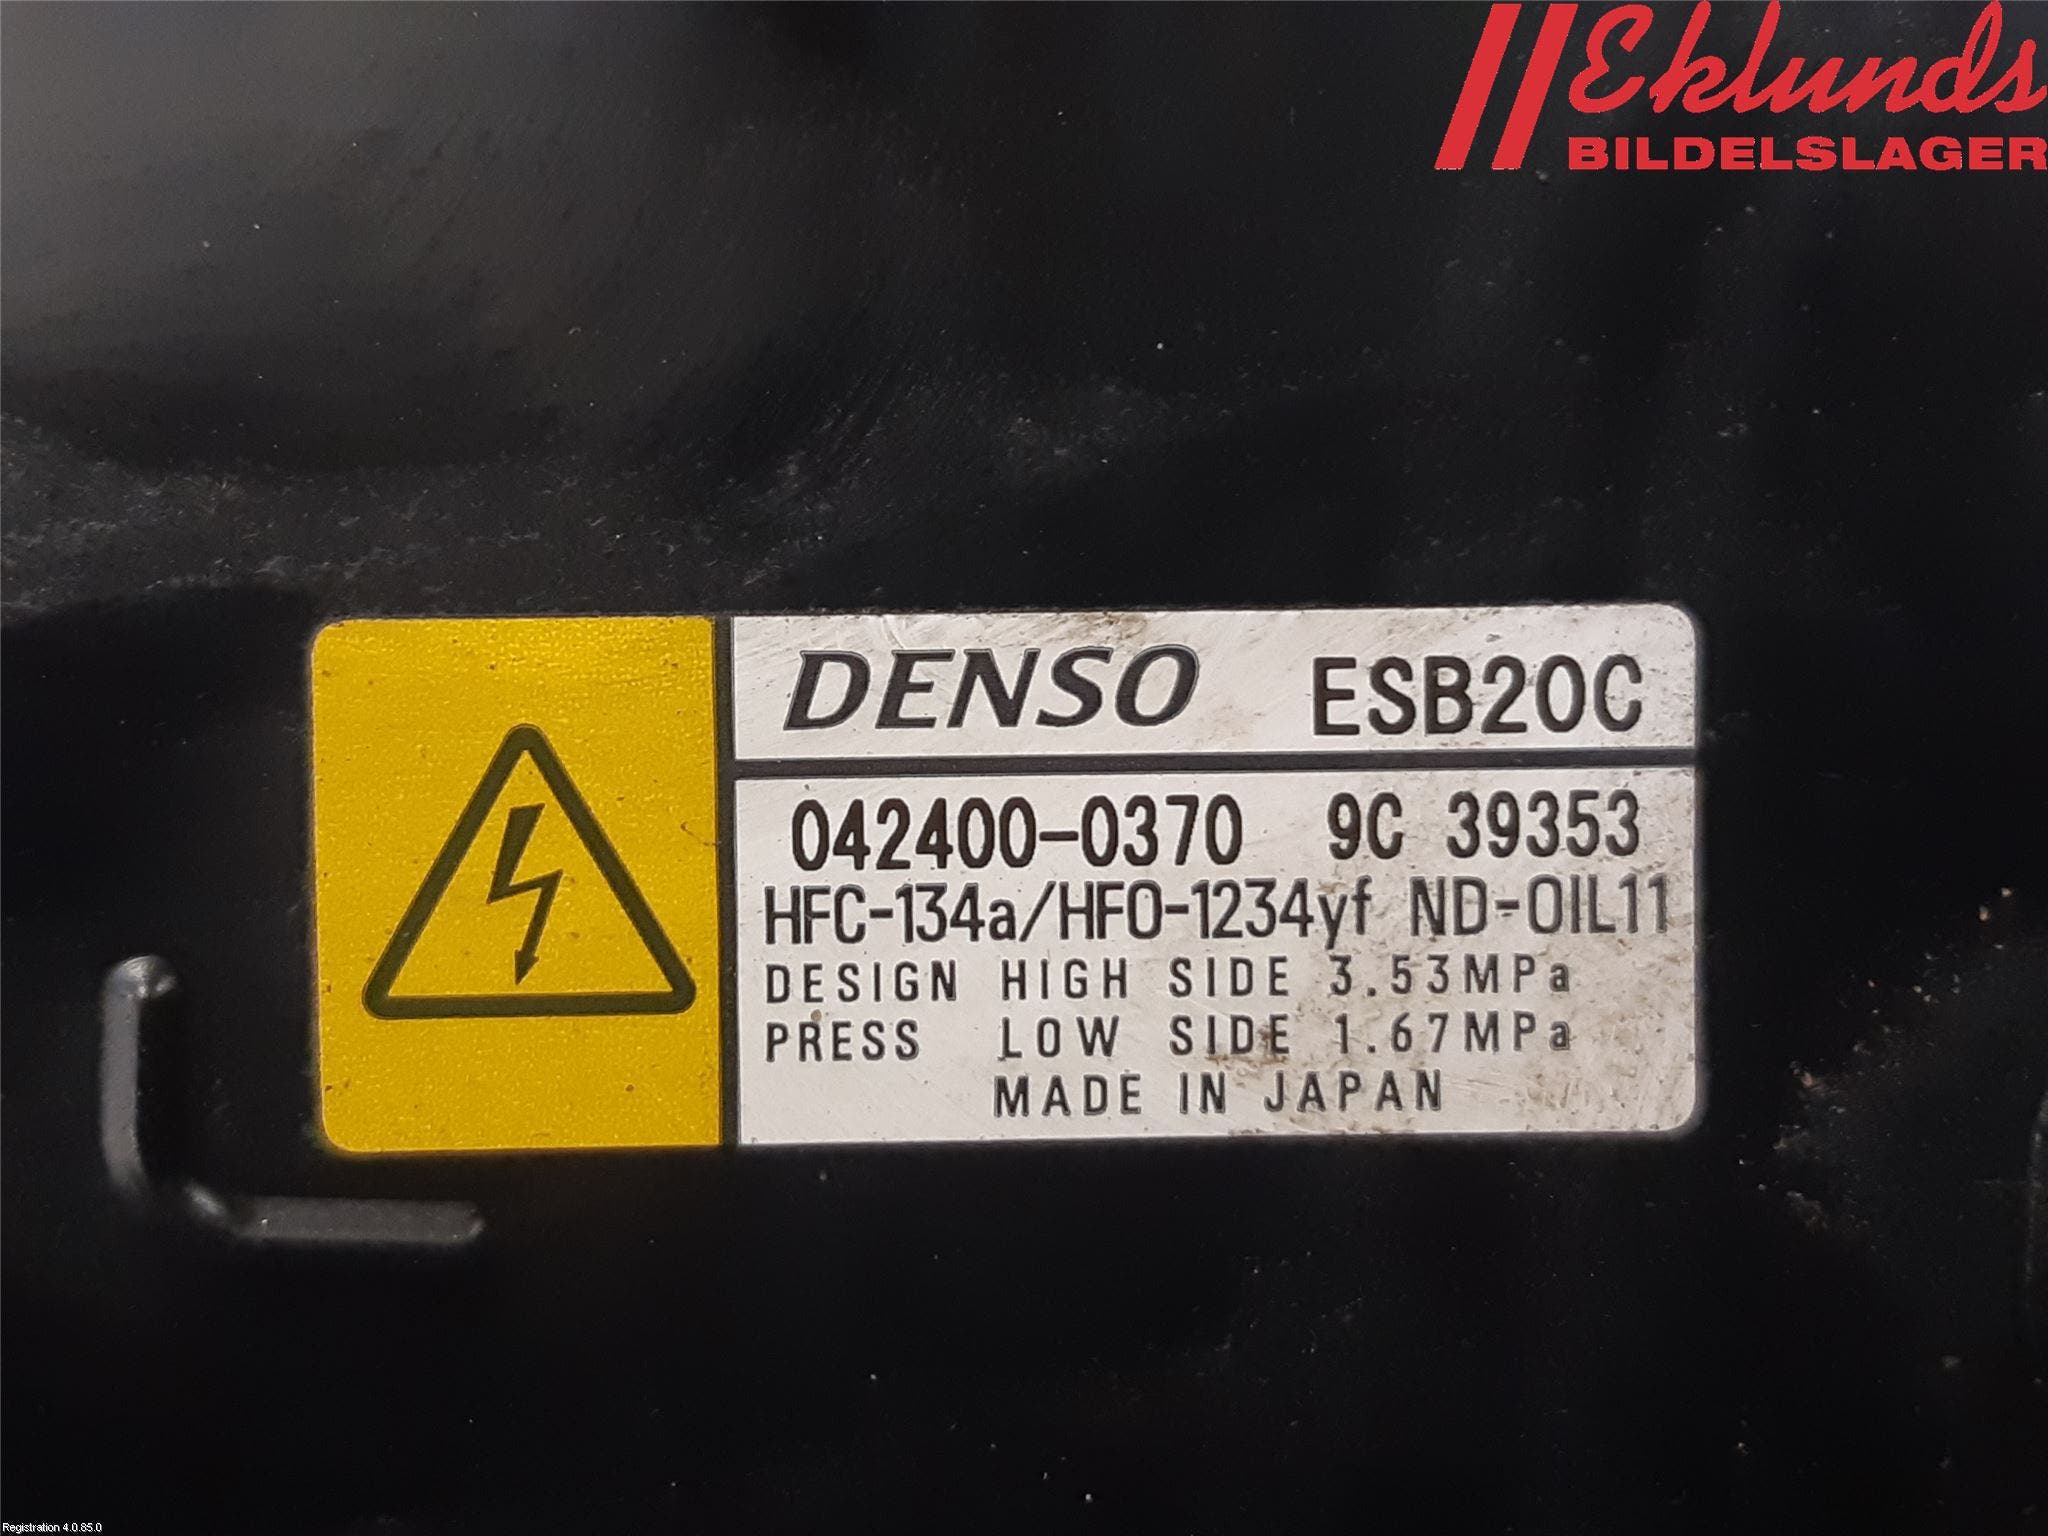 Eklunds
BILDELSLAGER
DENSO ESB20C
042400-0370 9C 39353
HFC-134a/HFO-1234yf ND-OIL11
DESIGN HIGH SIDE 3.53MPa
PRESS LOW SIDE 1.67MPa
MADE IN JAPAN
Registration 4.0.85.0